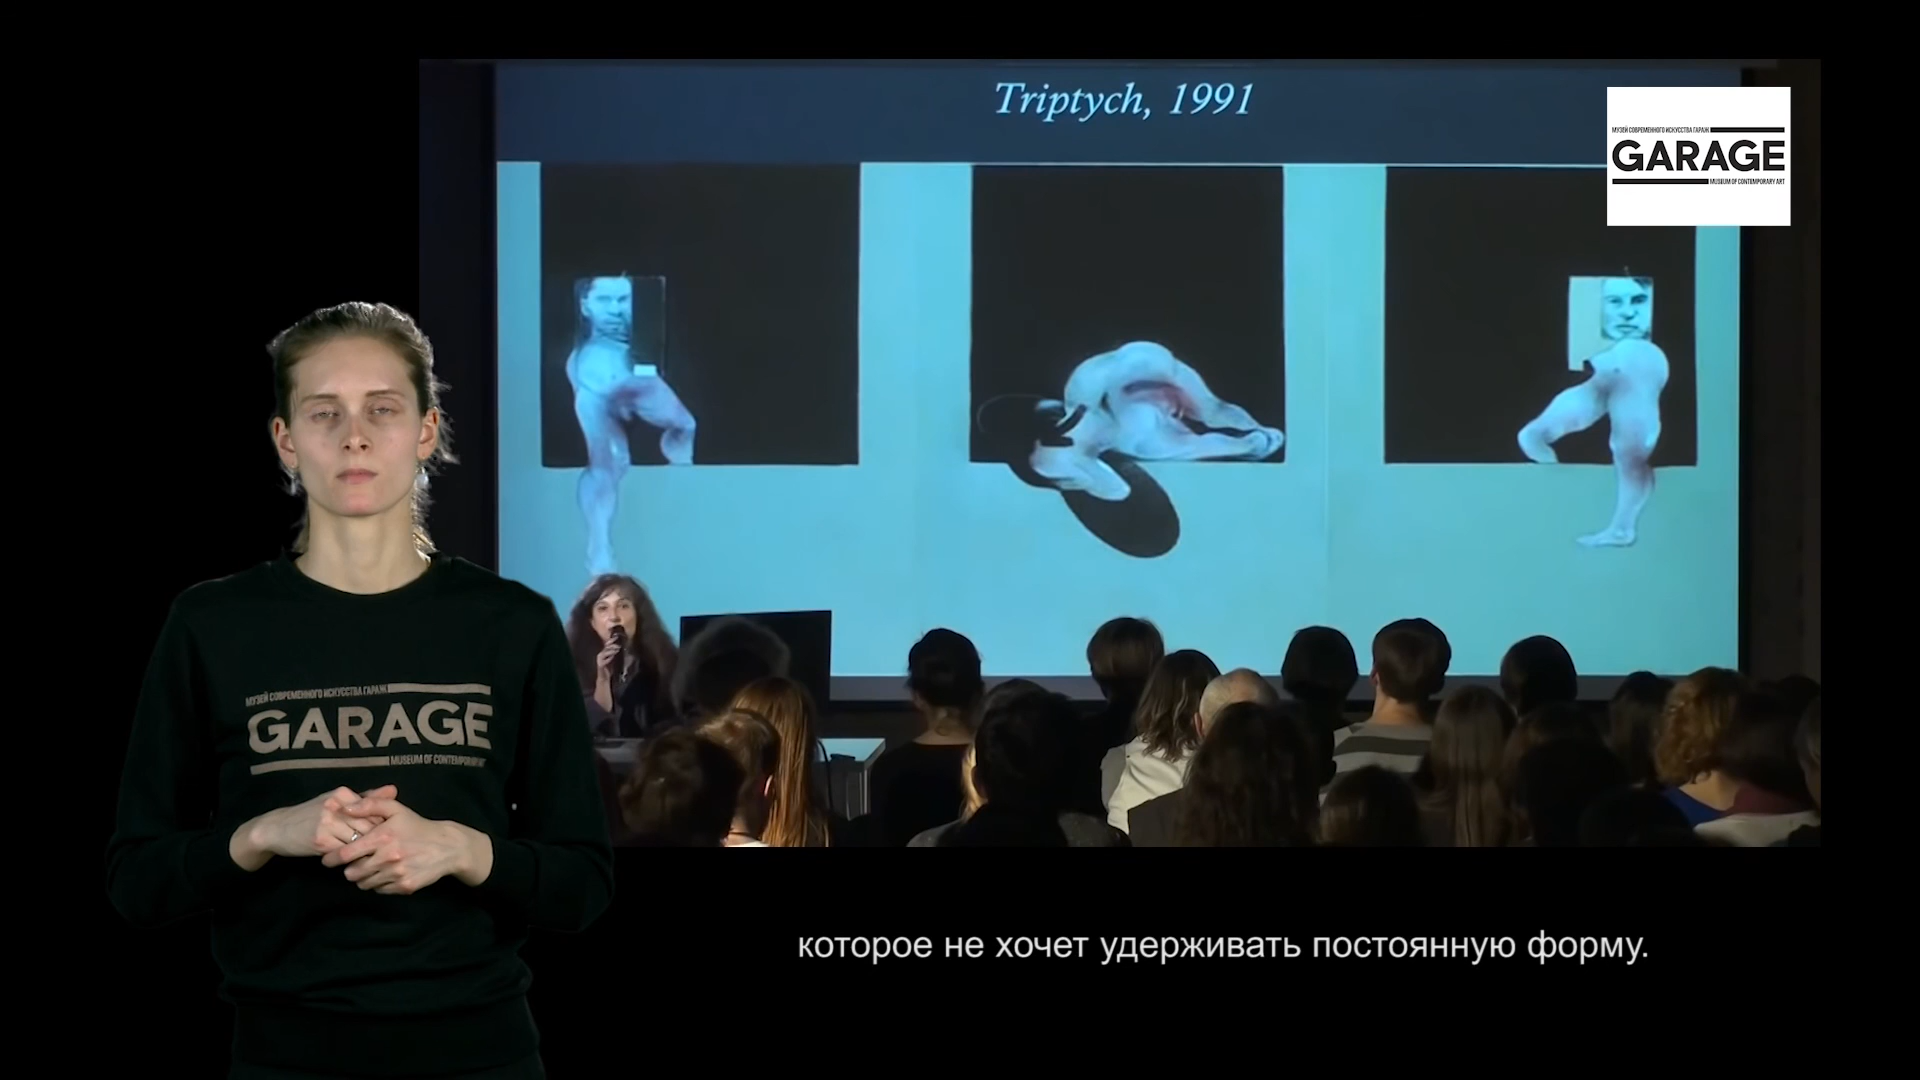 Triptych, 1991
МУЗЕЙ СОВРЕМЕННОГО ИСКУССТВА ГАРАЖ
GARAGE
MUSEUM OF CONTEMPORARY ART
МУЗЕЙ СОВРЕМЕННОГО ИСКУССТВА ГАРАЖ
GARAGE
MUSEUM OF CONTEMPORARY ART
которое не хочет удерживать постоянную форму.